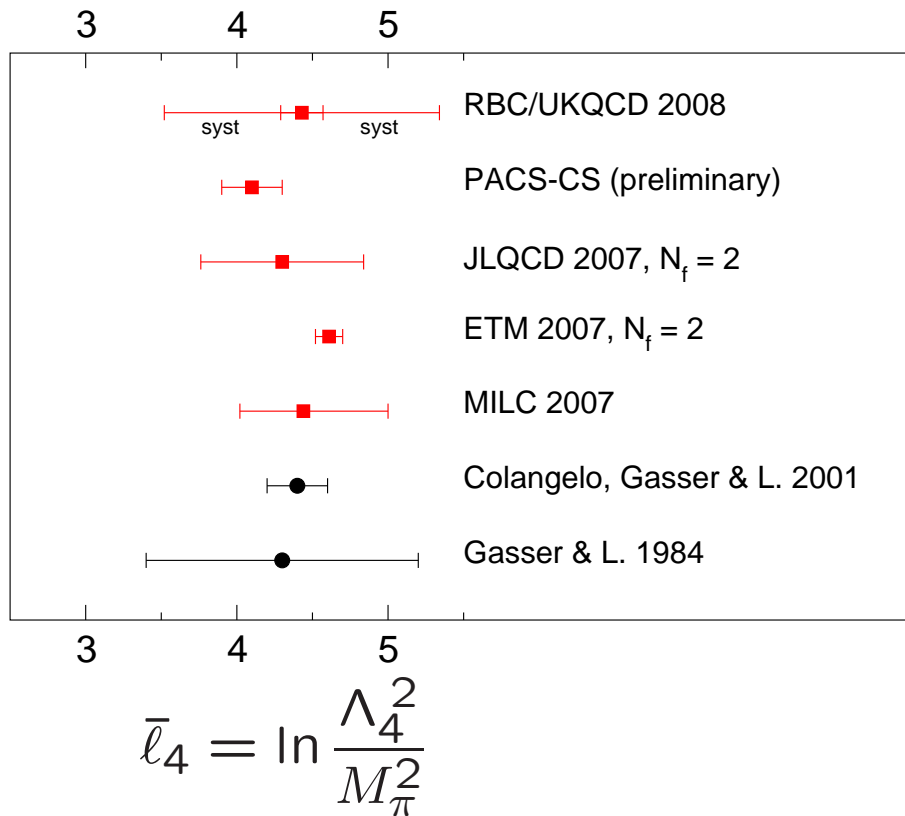 3 4 5
RBC/UKQCD 2008
syst syst
PACS-CS (preliminary)
JLQCD 2007, N_f = 2
ETM 2007, N_f = 2
MILC 2007
Colangelo, Gasser & L. 2001
Gasser & L. 1984
3 4 5
ℓ̄₄ = ln Λ₄² / M_π²